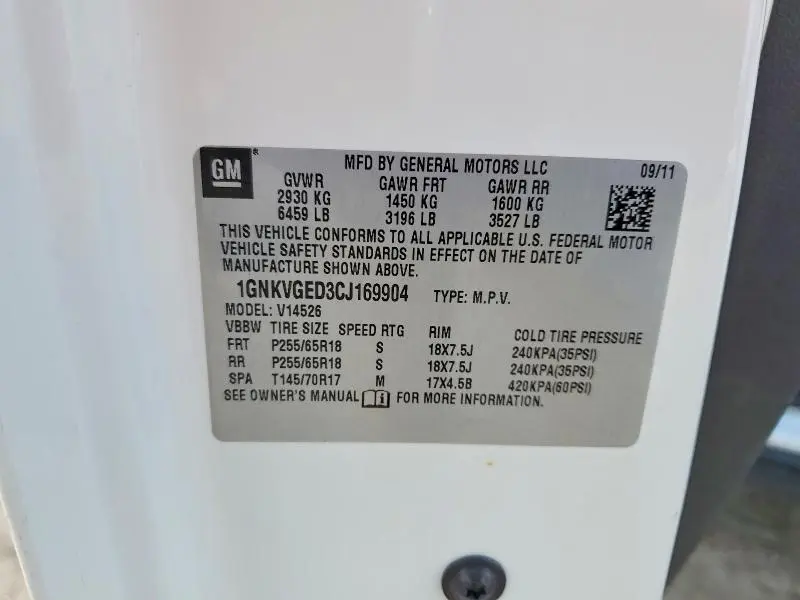 GM ®
MFD BY GENERAL MOTORS LLC 09/11
GVWR GAWR FRT GAWR RR
2930 KG 1450 KG 1600 KG
6459 LB 3196 LB 3527 LB
THIS VEHICLE CONFORMS TO ALL APPLICABLE U.S. FEDERAL MOTOR
VEHICLE SAFETY STANDARDS IN EFFECT ON THE DATE OF
MANUFACTURE SHOWN ABOVE.
1GNKVGED3CJ169904 TYPE: M.P.V.
MODEL: V14526
VBBW TIRE SIZE SPEED RTG RIM COLD TIRE PRESSURE
FRT P255/65R18 S 18X7.5J 240KPA(35PSI)
RR P255/65R18 S 18X7.5J 240KPA(35PSI)
SPA T145/70R17 M 17X4.5B 420KPA(60PSI)
SEE OWNER'S MANUAL i FOR MORE INFORMATION.